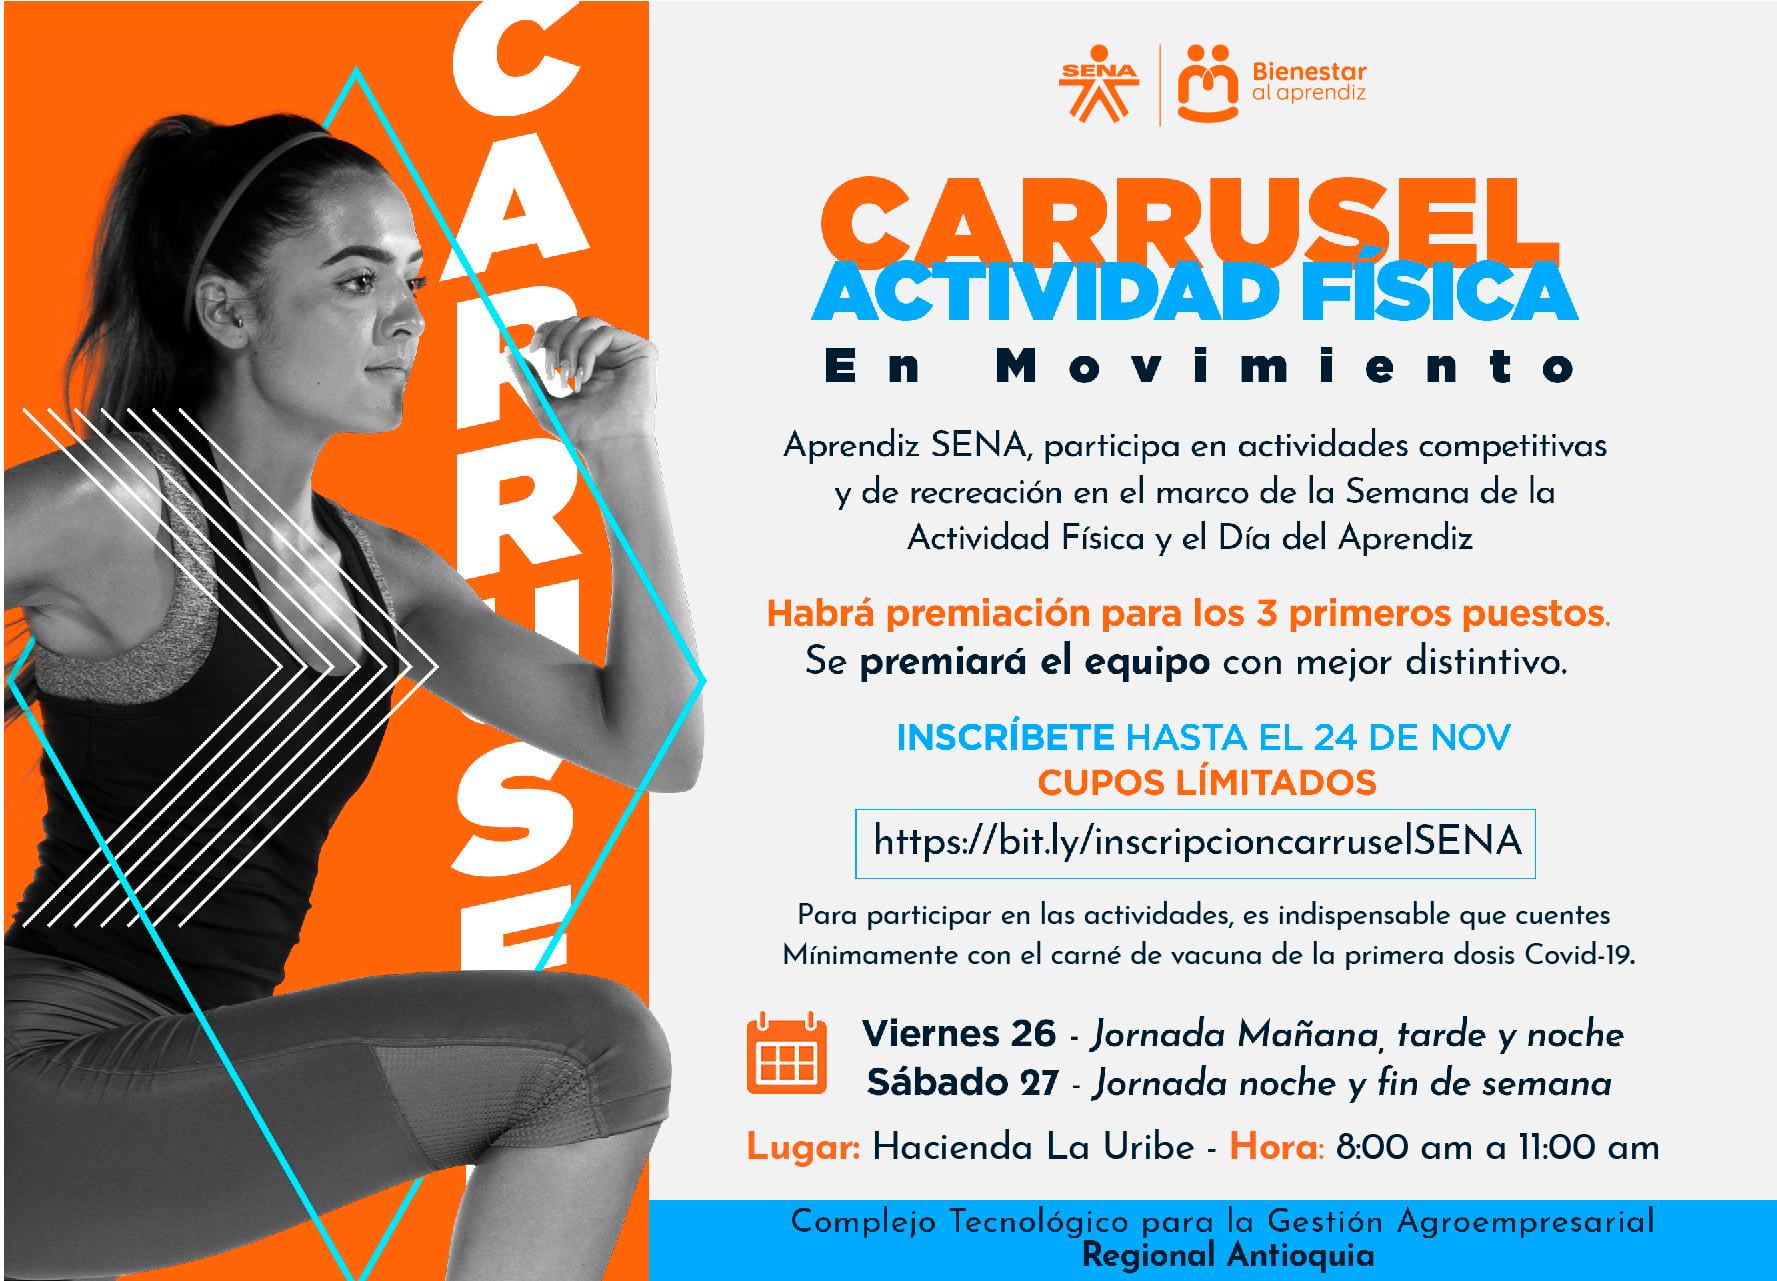 CARRUSE
SENA
Bienestar
al aprendiz
CARRUSEL
ACTIVIDAD FÍSICA
En Movimiento
Aprendiz SENA, participa en actividades competitivas
y de recreación en el marco de la Semana de la
Actividad Física y el Día del Aprendiz
Habrá premiación para los 3 primeros puestos.
Se premiará el equipo con mejor distintivo.
INSCRÍBETE HASTA EL 24 DE NOV
CUPOS LÍMITADOS
https://bit.ly/inscripcioncarruselSENA
Para participar en las actividades, es indispensable que cuentes
Mínimamente con el carné de vacuna de la primera dosis Covid-19.
Viernes 26 - Jornada Mañana, tarde y noche
Sábado 27 - Jornada noche y fin de semana
Lugar: Hacienda La Uribe - Hora: 8:00 am a 11:00 am
Complejo Tecnológico para la Gestión Agroempresarial
Regional Antioquia